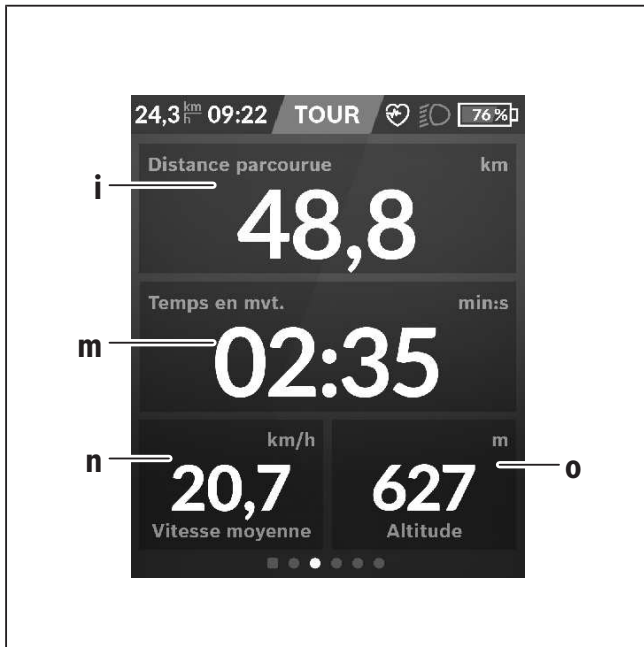 24,3 km/h 09:22 TOUR 76 %
Distance parcourue km
i
48,8
Temps en mvt. min:s
m
02:35
km/h m
n 20,7 627 o
Vitesse moyenne Altitude